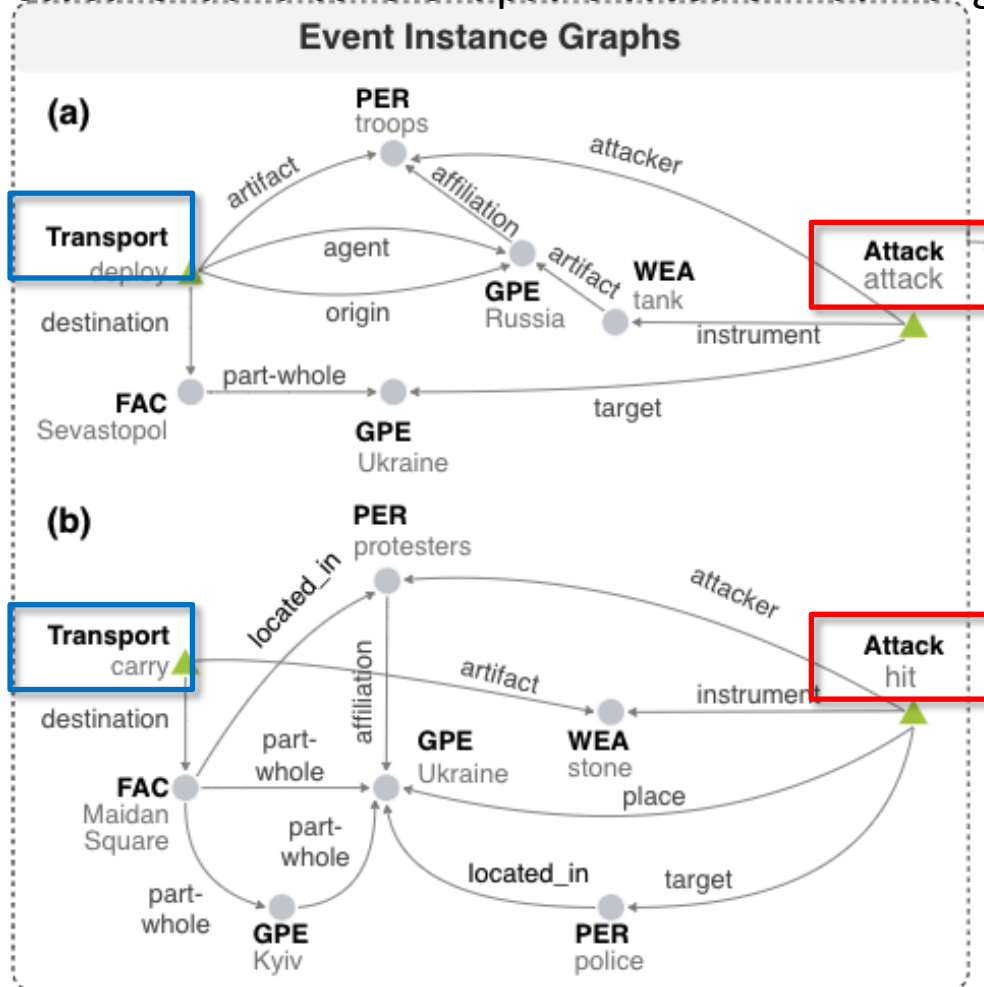 Event Instance Graphs
(a)
PER
troops
attacker
artifact
affiliation
Transport
deploy
agent
artifact
WEA
tank
Attack
attack
GPE
Russia
origin
destination
instrument
part-whole
target
FAC
Sevastopol
GPE
Ukraine
(b)
PER
protesters
located_in
attacker
Transport
carry
artifact
affiliation
Attack
hit
instrument
destination
part-
whole
GPE
Ukraine
WEA
stone
FAC
Maidan
Square
place
part-
whole
located_in
target
part-
whole
GPE
Kyiv
PER
police